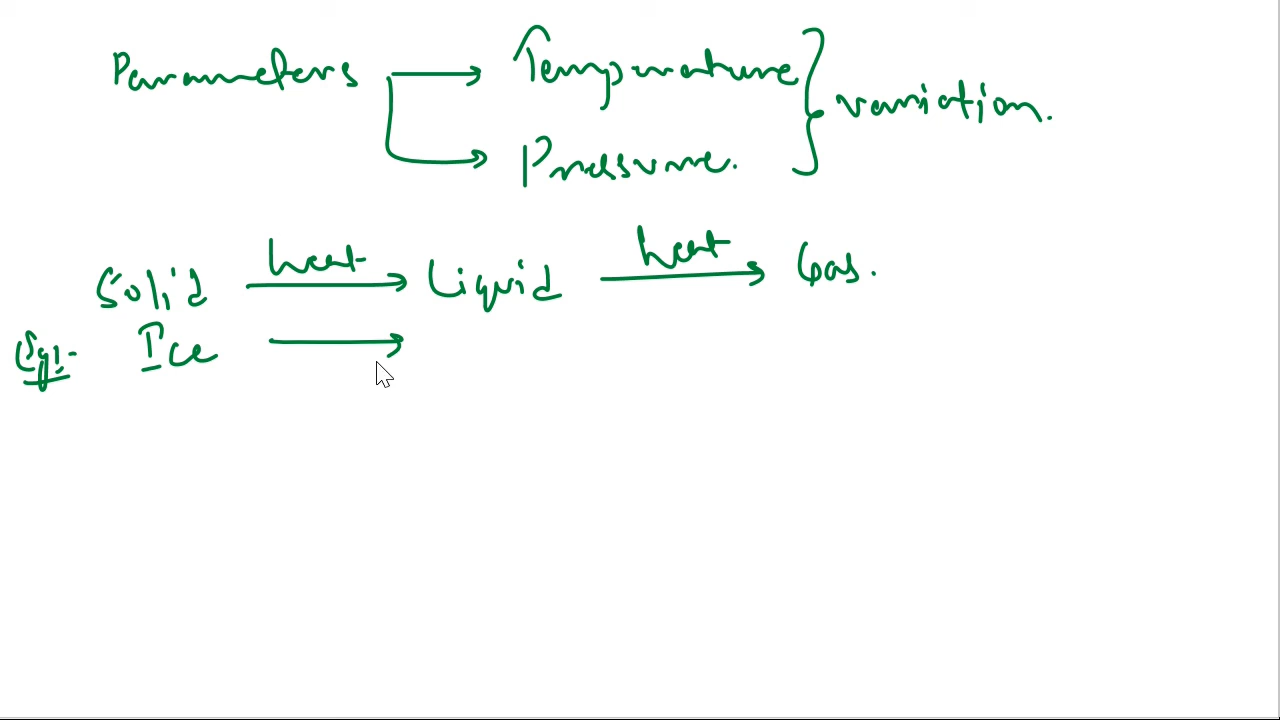 Parameters → Temperature } variation.
→ Pressure.
Solid heat → Liquid heat → Gas.
Eg:- Ice →